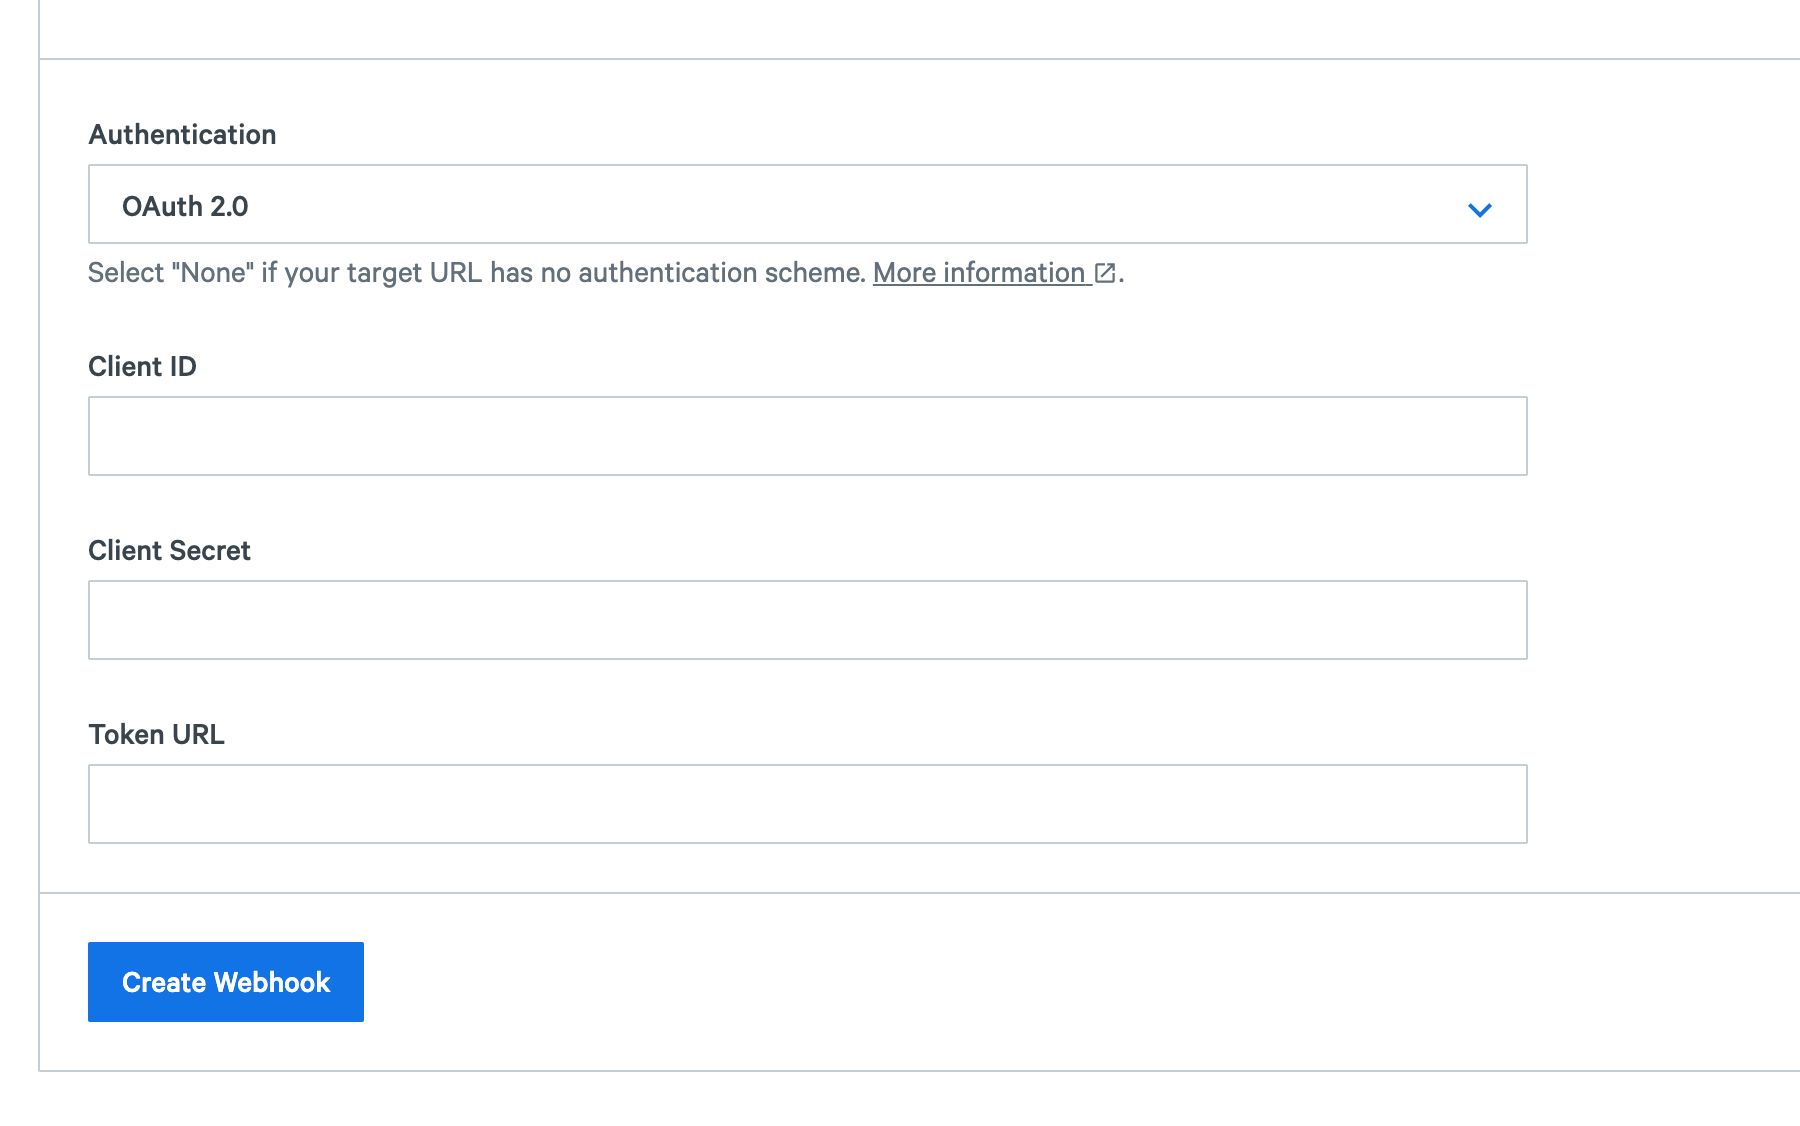 Authentication
OAuth 2.0
Select "None" if your target URL has no authentication scheme. More information.
Client ID
Client Secret
Token URL
Create Webhook